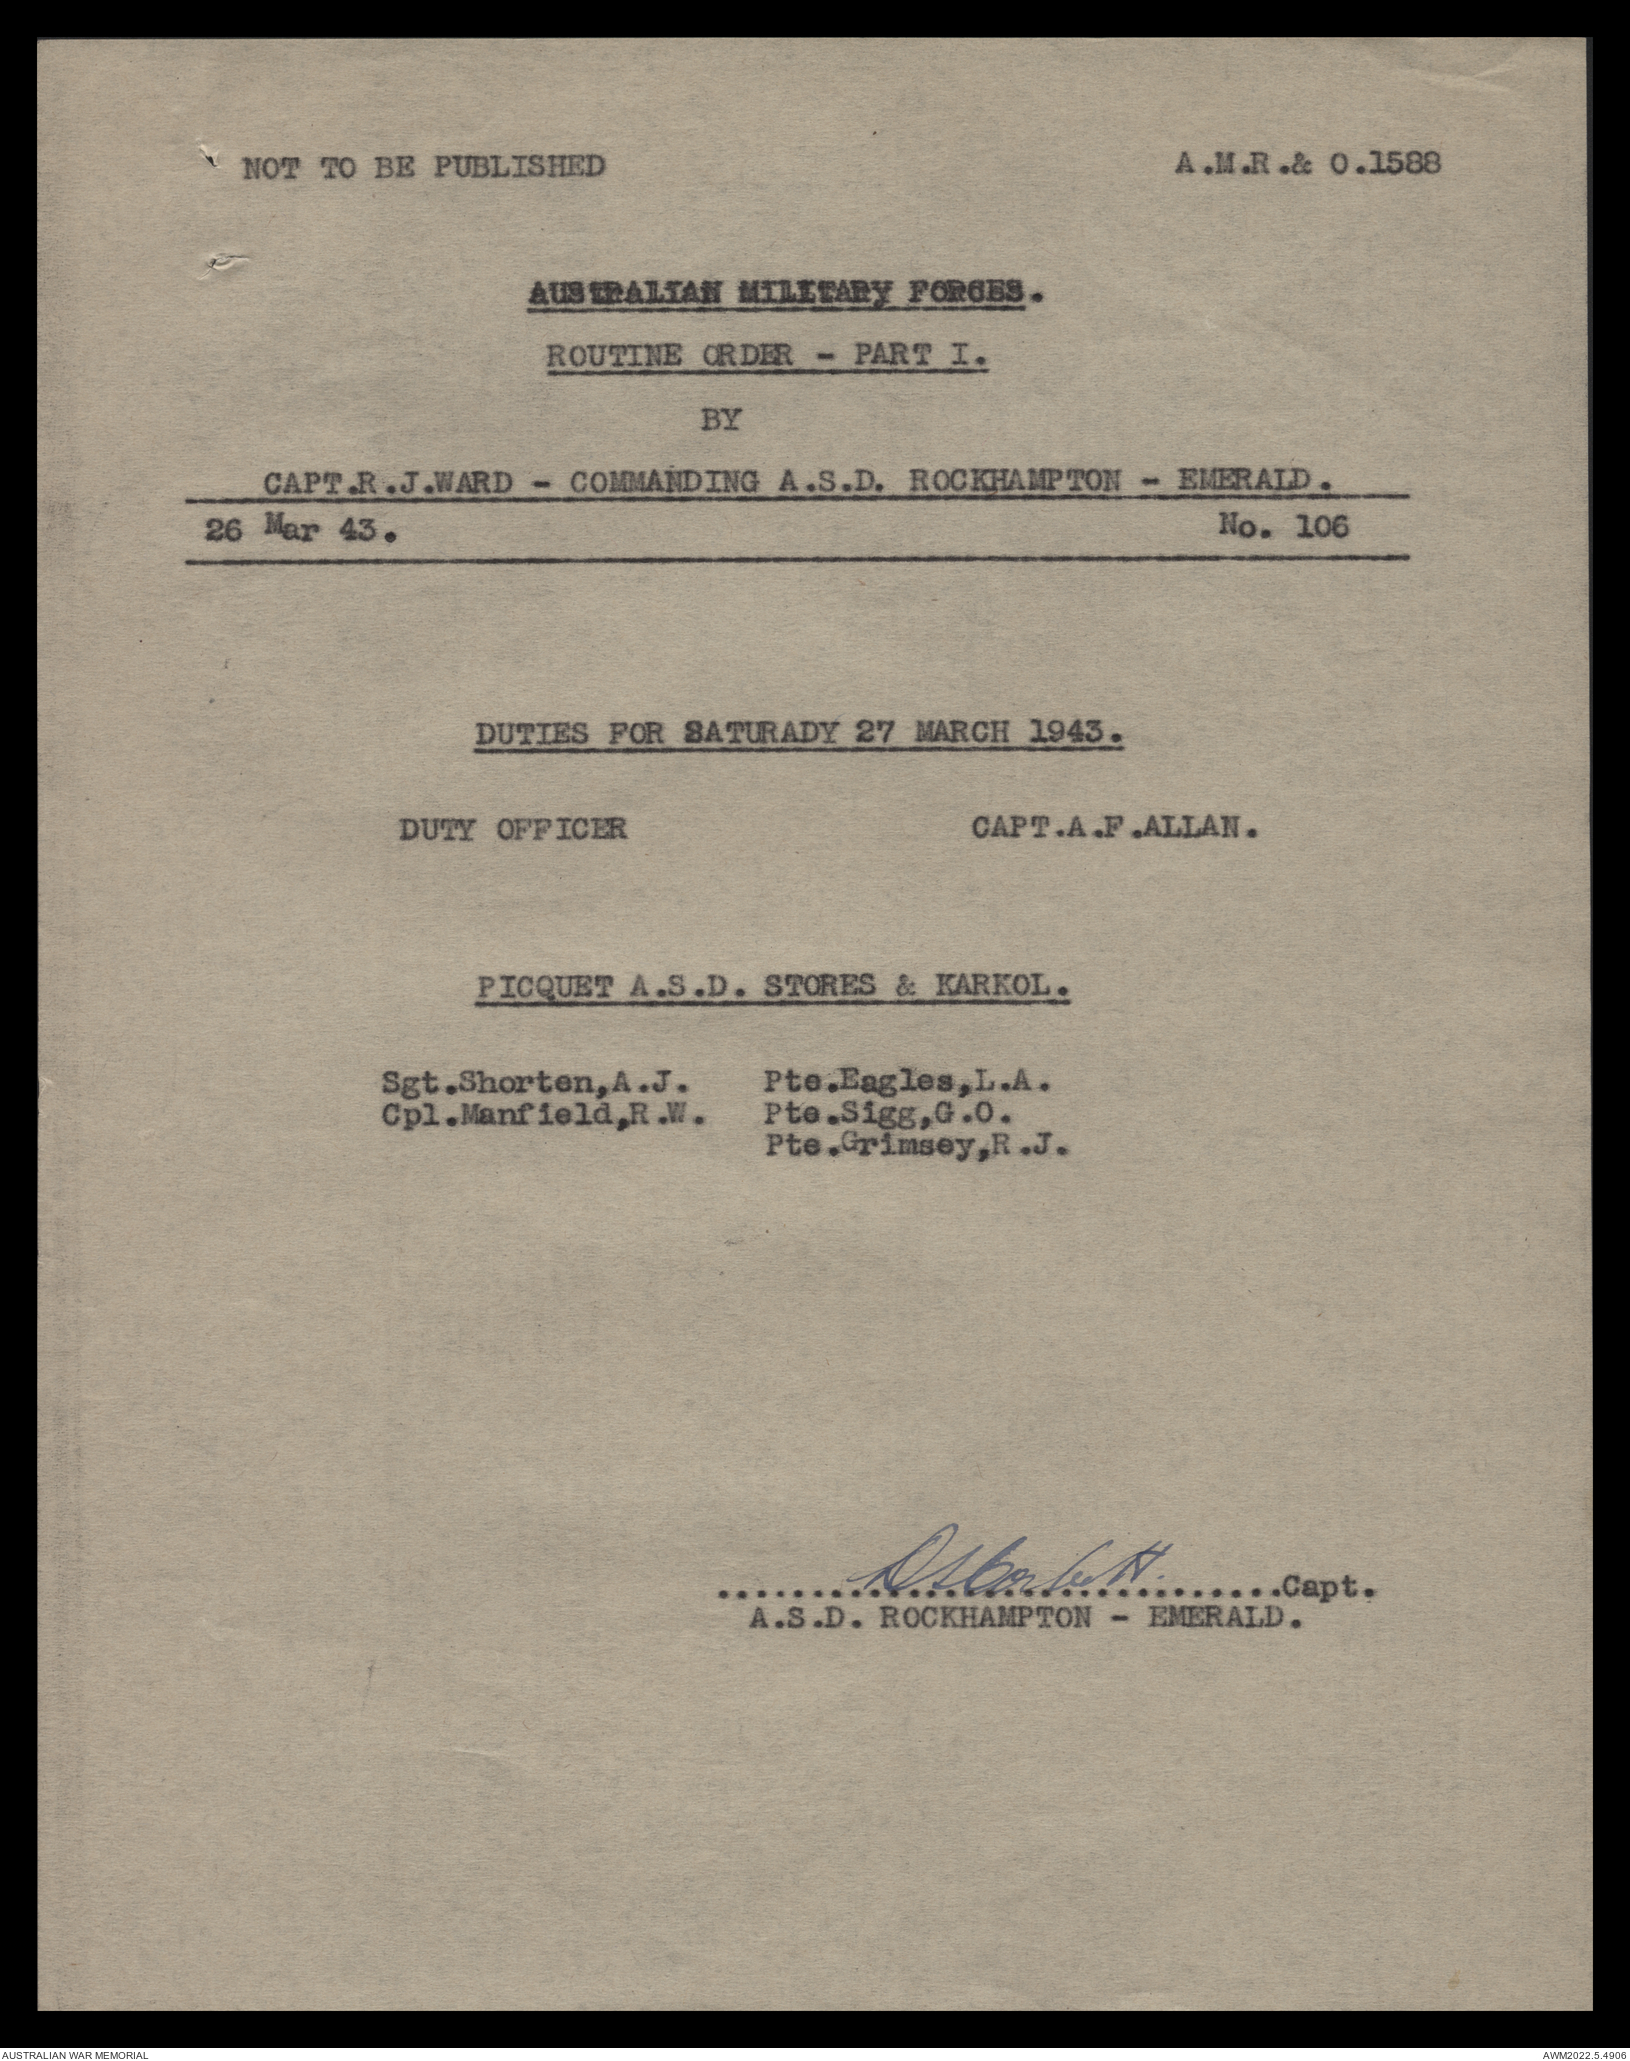 NOT TO BE PUBLISHED A.M.R.& O.1588
AUSTRALIAN MILITARY FORCES.
ROUTINE ORDER - PART I.
BY
CAPT.R.J.WARD - COMMANDING A.S.D. ROCKHAMPTON - EMERALD.
26 Mar 43. No. 106
DUTIES FOR SATURADY 27 MARCH 1943.
DUTY OFFICER CAPT.A.F.ALLAN.
PICQUET A.S.D. STORES & KARKOL.
Sgt.Shorten,A.J. Pte.Eagles,L.A.
Cpl.Manfield,R.W. Pte.Sigg,G.O.
Pte.Grimsey,R.J.
..............................Capt.
A.S.D. ROCKHAMPTON - EMERALD.
AUSTRALIAN WAR MEMORIAL AWM2022.5.4906